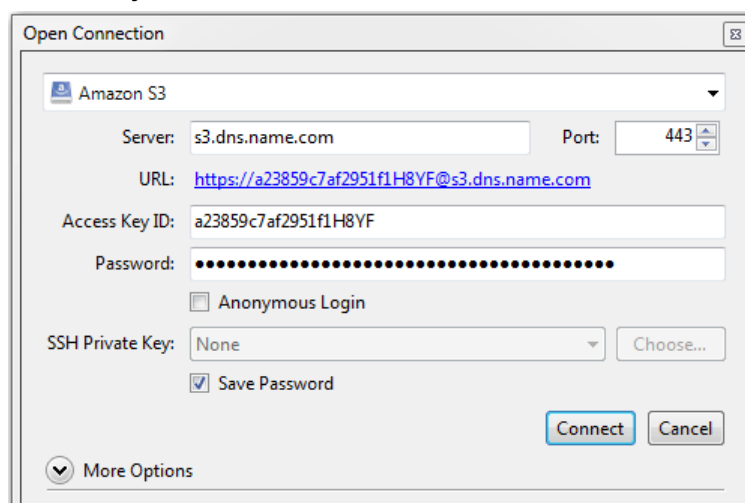 Open Connection
Amazon S3
Server: s3.dns.name.com Port: 443
URL: https://a23859c7af2951f1H8YF@s3.dns.name.com
Access Key ID: a23859c7af2951f1H8YF
Password: ●●●●●●●●●●●●●●●●●●●●●●●●●●●●●●●●●●●●●●●●
Anonymous Login
SSH Private Key: None Choose...
Save Password
Connect Cancel
More Options